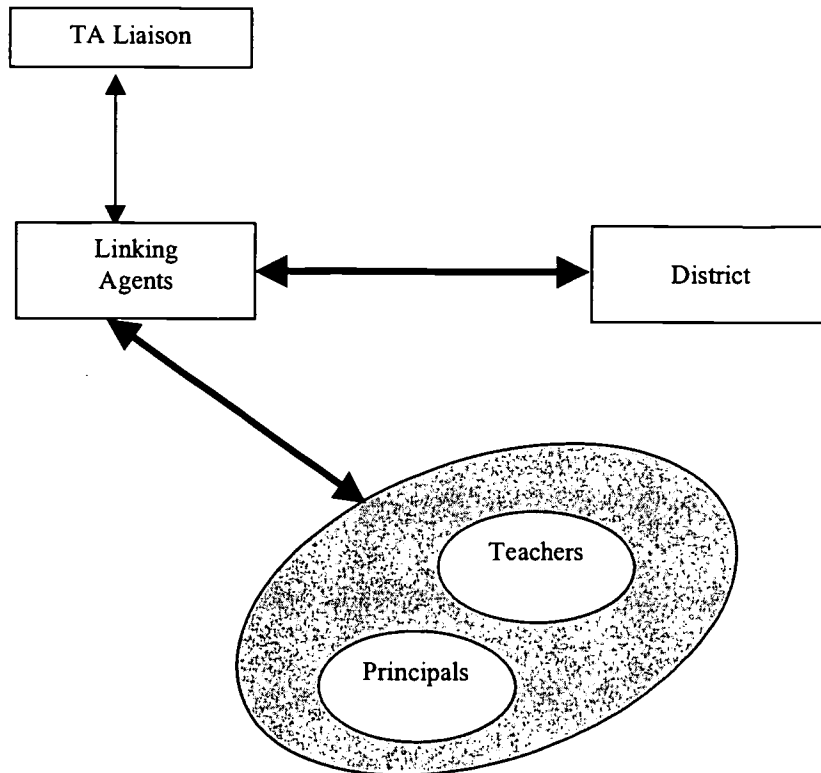 TA Liaison
Linking
Agents
District
Teachers
Principals